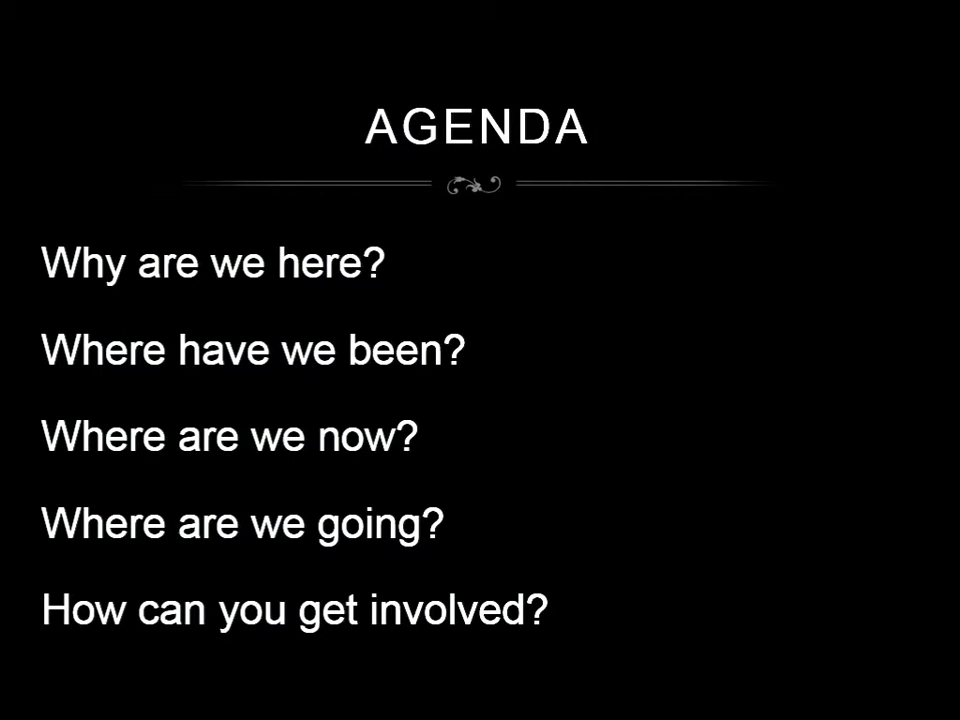 AGENDA
Why are we here?
Where have we been?
Where are we now?
Where are we going?
How can you get involved?